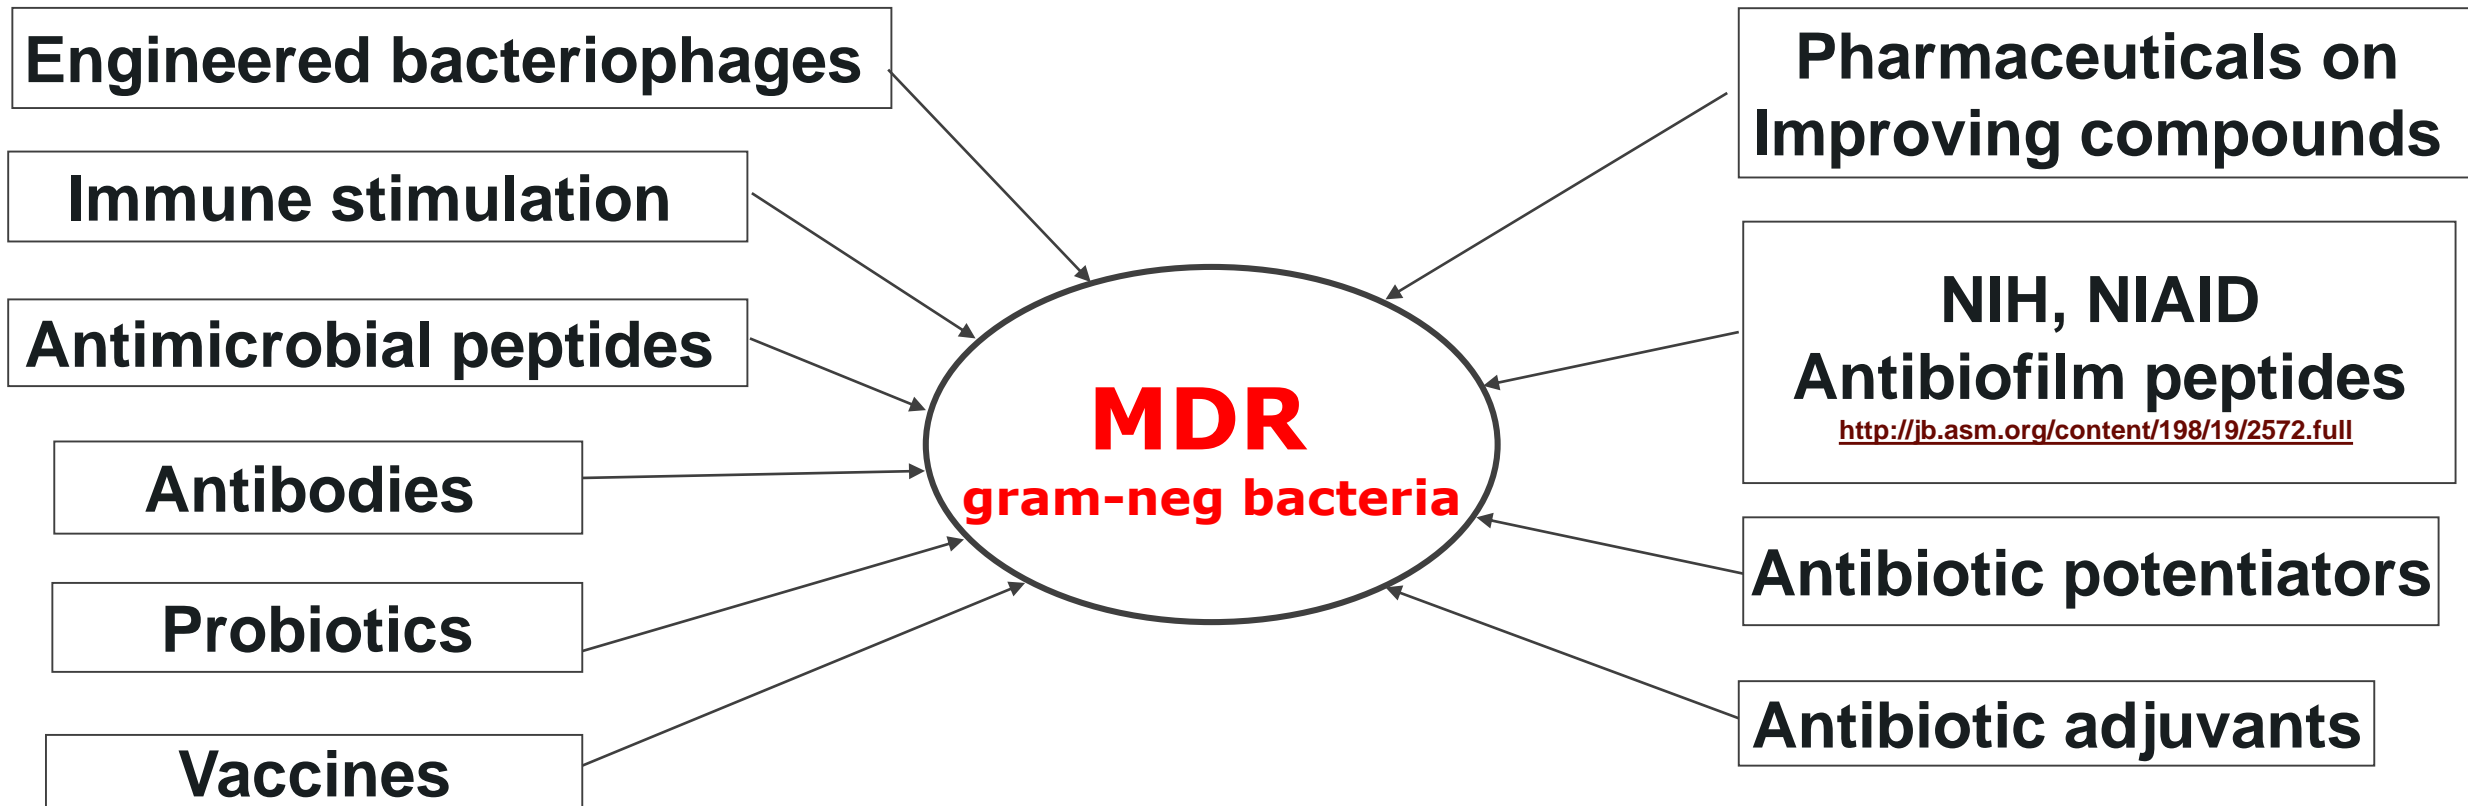 Engineered bacteriophages
Immune stimulation
Antimicrobial peptides
Antibodies
Probiotics
Vaccines
MDR
gram-neg bacteria
Pharmaceuticals on
Improving compounds
NIH, NIAID
Antibiofilm peptides
http://jb.asm.org/content/198/19/2572.full
Antibiotic potentiators
Antibiotic adjuvants